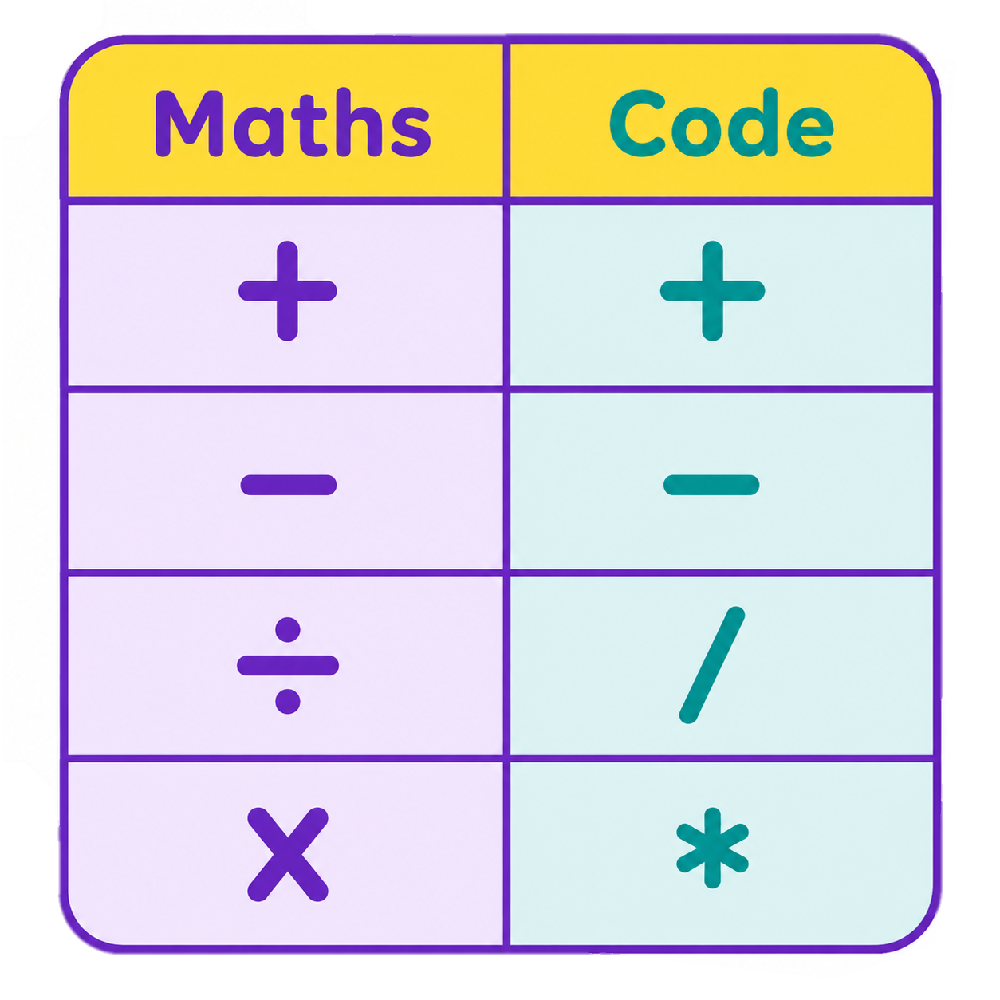 Maths Code
+ +
− −
÷ /
x *